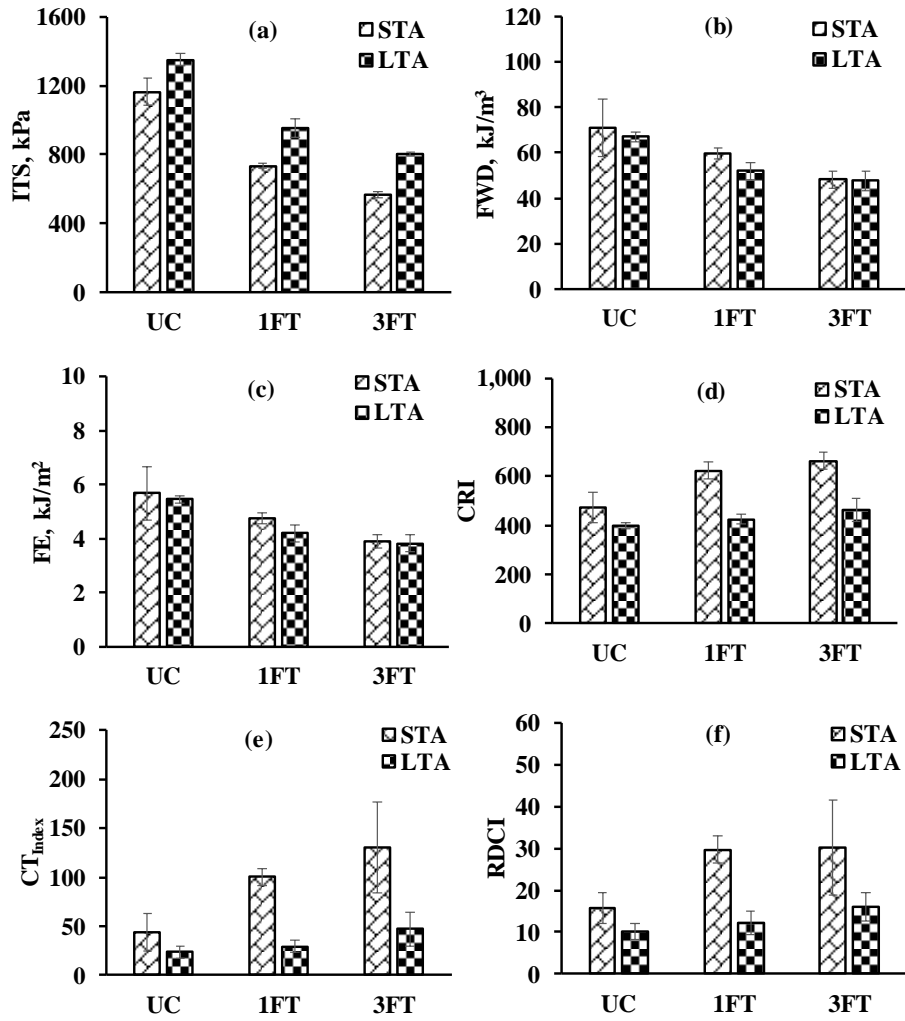 (a)
STA
LTA
1600
1200
800
400
0
ITS, kPa
UC 1FT 3FT
(b)
STA
LTA
120
100
80
60
40
20
0
FWD, kJ/m³
UC 1FT 3FT
(c)
STA
LTA
10
8
6
4
2
0
FE, kJ/m²
UC 1FT 3FT
(d)
STA
LTA
1,000
800
600
400
200
0
CRI
UC 1FT 3FT
(e)
STA
LTA
250
200
150
100
50
0
CT_Index
UC 1FT 3FT
(f)
STA
LTA
60
50
40
30
20
10
0
RDCI
UC 1FT 3FT